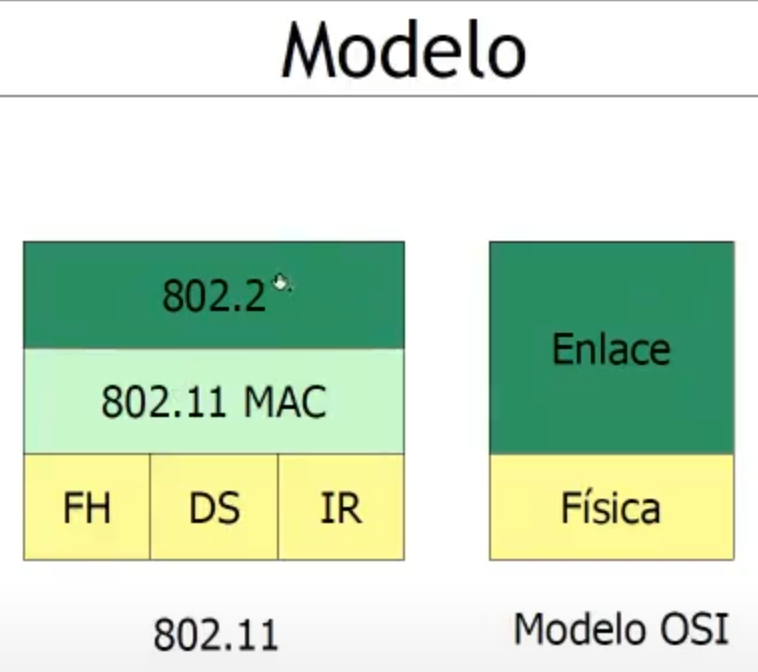 Modelo
802.2
802.11 MAC
FH DS IR
802.11
Enlace
Física
Modelo OSI